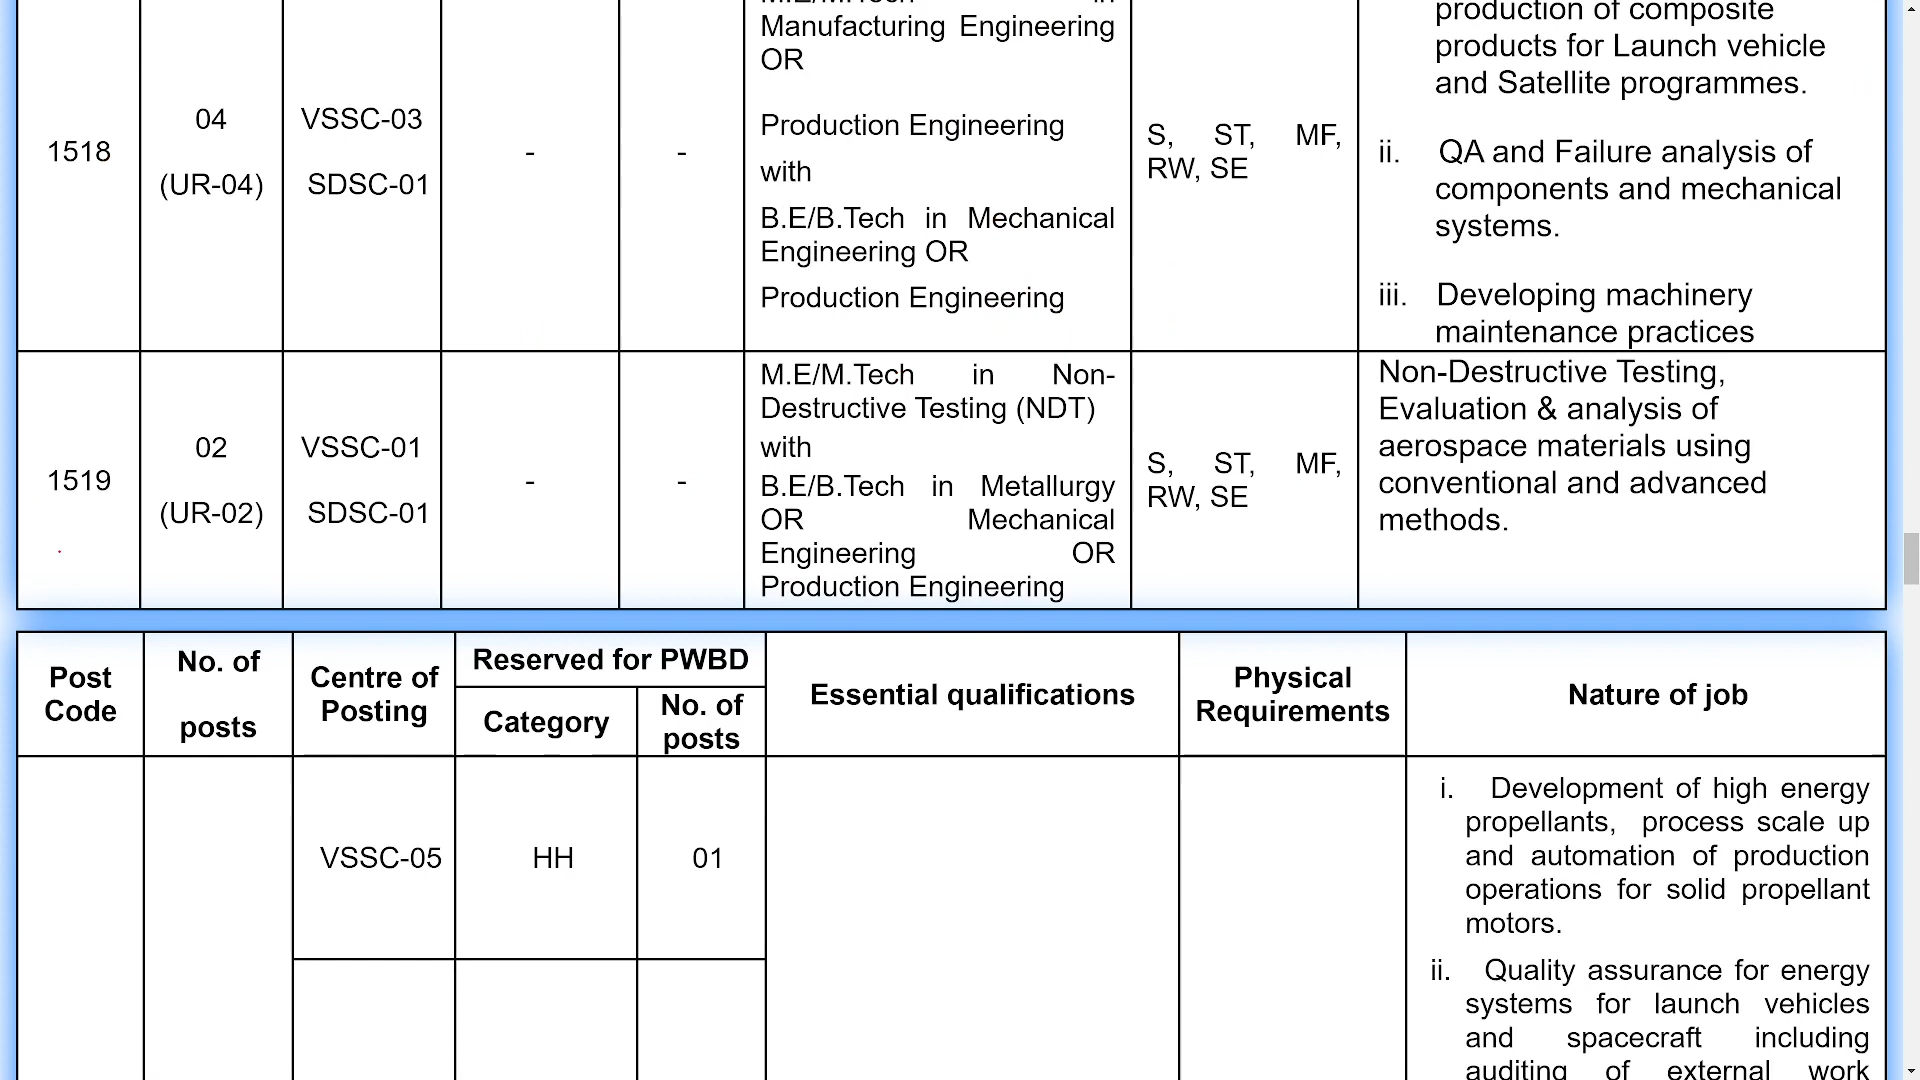 M.E/M.Tech in
Manufacturing Engineering
OR
Production Engineering
with
B.E/B.Tech in Mechanical
Engineering OR
Production Engineering
1518
04
(UR-04)
VSSC-03
SDSC-01
-
-
S, ST, MF,
RW, SE
production of composite
products for Launch vehicle
and Satellite programmes.
ii. QA and Failure analysis of
components and mechanical
systems.
iii. Developing machinery
maintenance practices
1519
02
(UR-02)
VSSC-01
SDSC-01
-
-
M.E/M.Tech in Non-
Destructive Testing (NDT)
with
B.E/B.Tech in Metallurgy
OR Mechanical
Engineering OR
Production Engineering
S, ST, MF,
RW, SE
Non-Destructive Testing,
Evaluation & analysis of
aerospace materials using
conventional and advanced
methods.
Post
Code
No. of
posts
Centre of
Posting
Reserved for PWBD
Category
No. of
posts
Essential qualifications
Physical
Requirements
Nature of job
VSSC-05
HH
01
i. Development of high energy
propellants, process scale up
and automation of production
operations for solid propellant
motors.
ii. Quality assurance for energy
systems for launch vehicles
and spacecraft including
auditing of external work